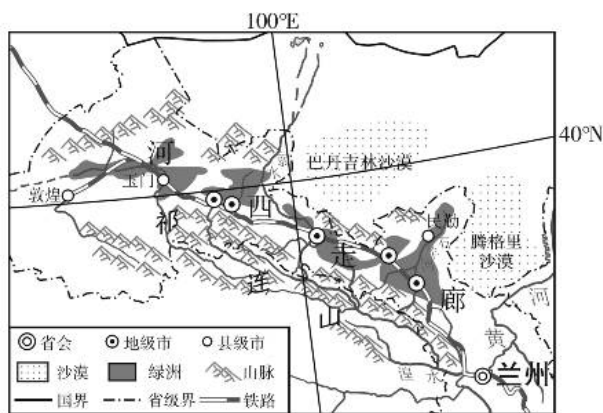 100°E
40°N
河
西
走
廊
祁
连
山
巴丹吉林沙漠
腾格里
沙漠
敦煌
玉门
民勤
黄
河
湟
水
兰州
省会
地级市
县级市
沙漠
绿洲
山脉
国界
省级界
铁路